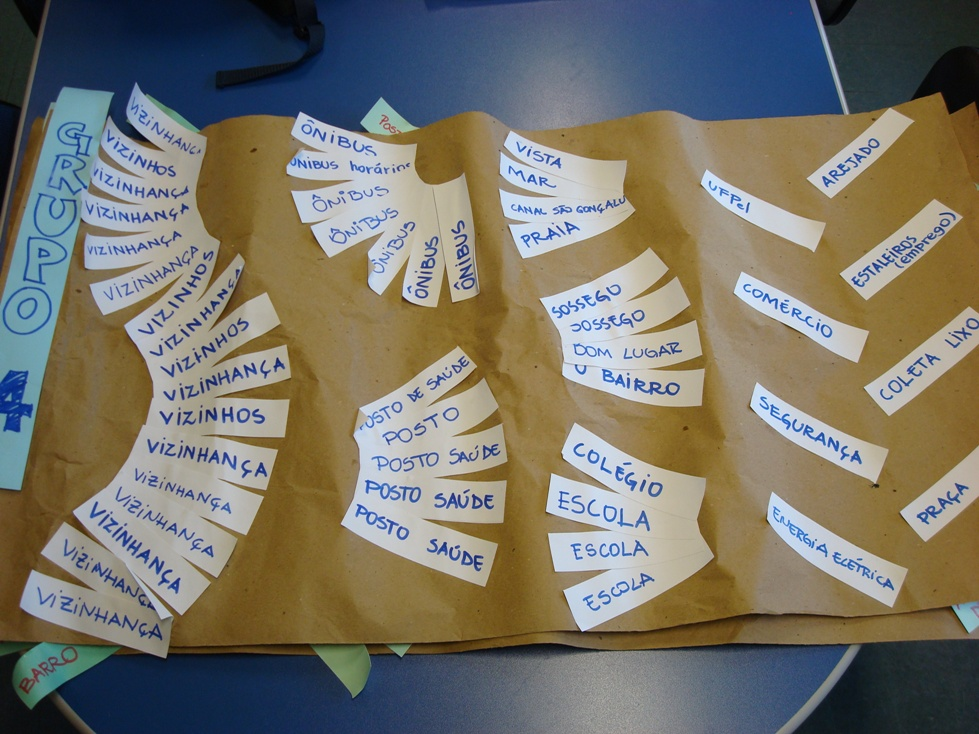 GRUPO 4
VIZINHANÇ
VIZINHOS
VIZINHANÇA
VIZINHANÇA
VIZINHANÇA
VIZINHANÇA
VIZINHOS
VIZINHANÇA
VIZINHOS
VIZINHANÇA
VIZINHOS
VIZINHANÇA
VIZINHANÇA
VIZINHANÇA
VIZINHANÇA
VIZINHANÇA
VIZINHANÇA
BARRO
POST
ÔNIBUS
ÔNIBUS horário
ÔNIBUS
ÔNIBUS
ÔNIBUS
ÔNIBUS
ÔNIBUS
POSTO DE SAÚDE
POSTO
POSTO SAÚDE
POSTO SAÚDE
POSTO SAÚDE
VISTA
MAR
CANAL SÃO GONÇALU
PRAIA
SOSSEGO
SOSSEGO
BOM LUGAR
O BAIRRO
COLÉGIO
ESCOLA
ESCOLA
ESCOLA
UFPel
COMÉRCIO
SEGURANÇA
ENERGIA ELÉTRICA
AREJADO
ESTALEIROS
(emprego)
COLETA LIXO
PRAÇA